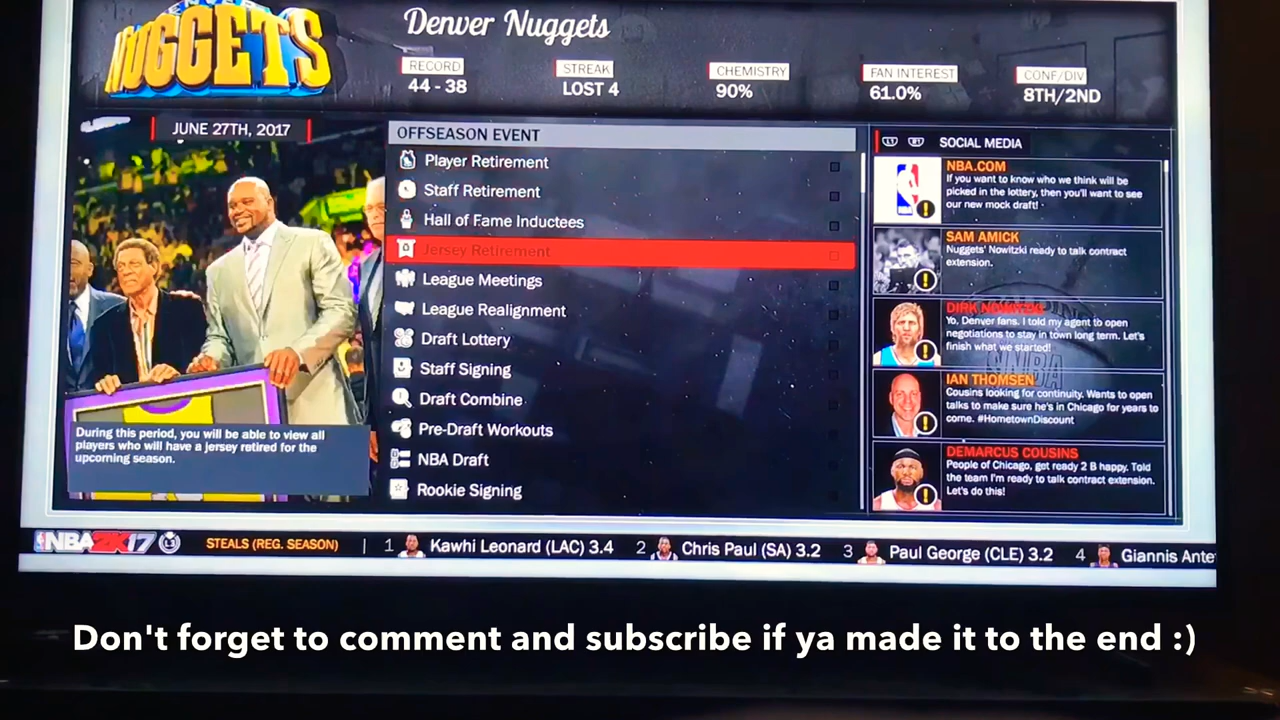 DENVER
NUGGETS
Denver Nuggets
RECORD
44 - 38
STREAK
LOST 4
CHEMISTRY
90%
FAN INTEREST
61.0%
CONF/DIV
8TH/2ND
JUNE 27TH, 2017
During this period, you will be able to view all
players who will have a jersey retired for the
upcoming season.
OFFSEASON EVENT
Player Retirement
Staff Retirement
Hall of Fame Inductees
Jersey Retirement
League Meetings
League Realignment
Draft Lottery
Staff Signing
Draft Combine
Pre-Draft Workouts
NBA Draft
Rookie Signing
SOCIAL MEDIA
NBA.COM
If you want to know who we think will be
picked in the lottery, then you'll want to see
our new mock draft!
SAM AMICK
Nuggets' Nowitzki ready to talk contract
extension.
DIRK NOWITZKI
Yo, Denver fans. I told my agent to open
negotiations to stay in town long term. Let's
finish what we started!
IAN THOMSEN
Cousins looking for continuity. Wants to open
talks to make sure he's in Chicago for years to
come. #HometownDiscount
DEMARCUS COUSINS
People of Chicago, get ready 2 B happy. Told
the team I'm ready to talk contract extension.
Let's do this!
NBA 2K17 L3 STEALS (REG. SEASON) | 1 Kawhi Leonard (LAC) 3.4 2 Chris Paul (SA) 3.2 3 Paul George (CLE) 3.2 4 Giannis Ante
Don't forget to comment and subscribe if ya made it to the end :)